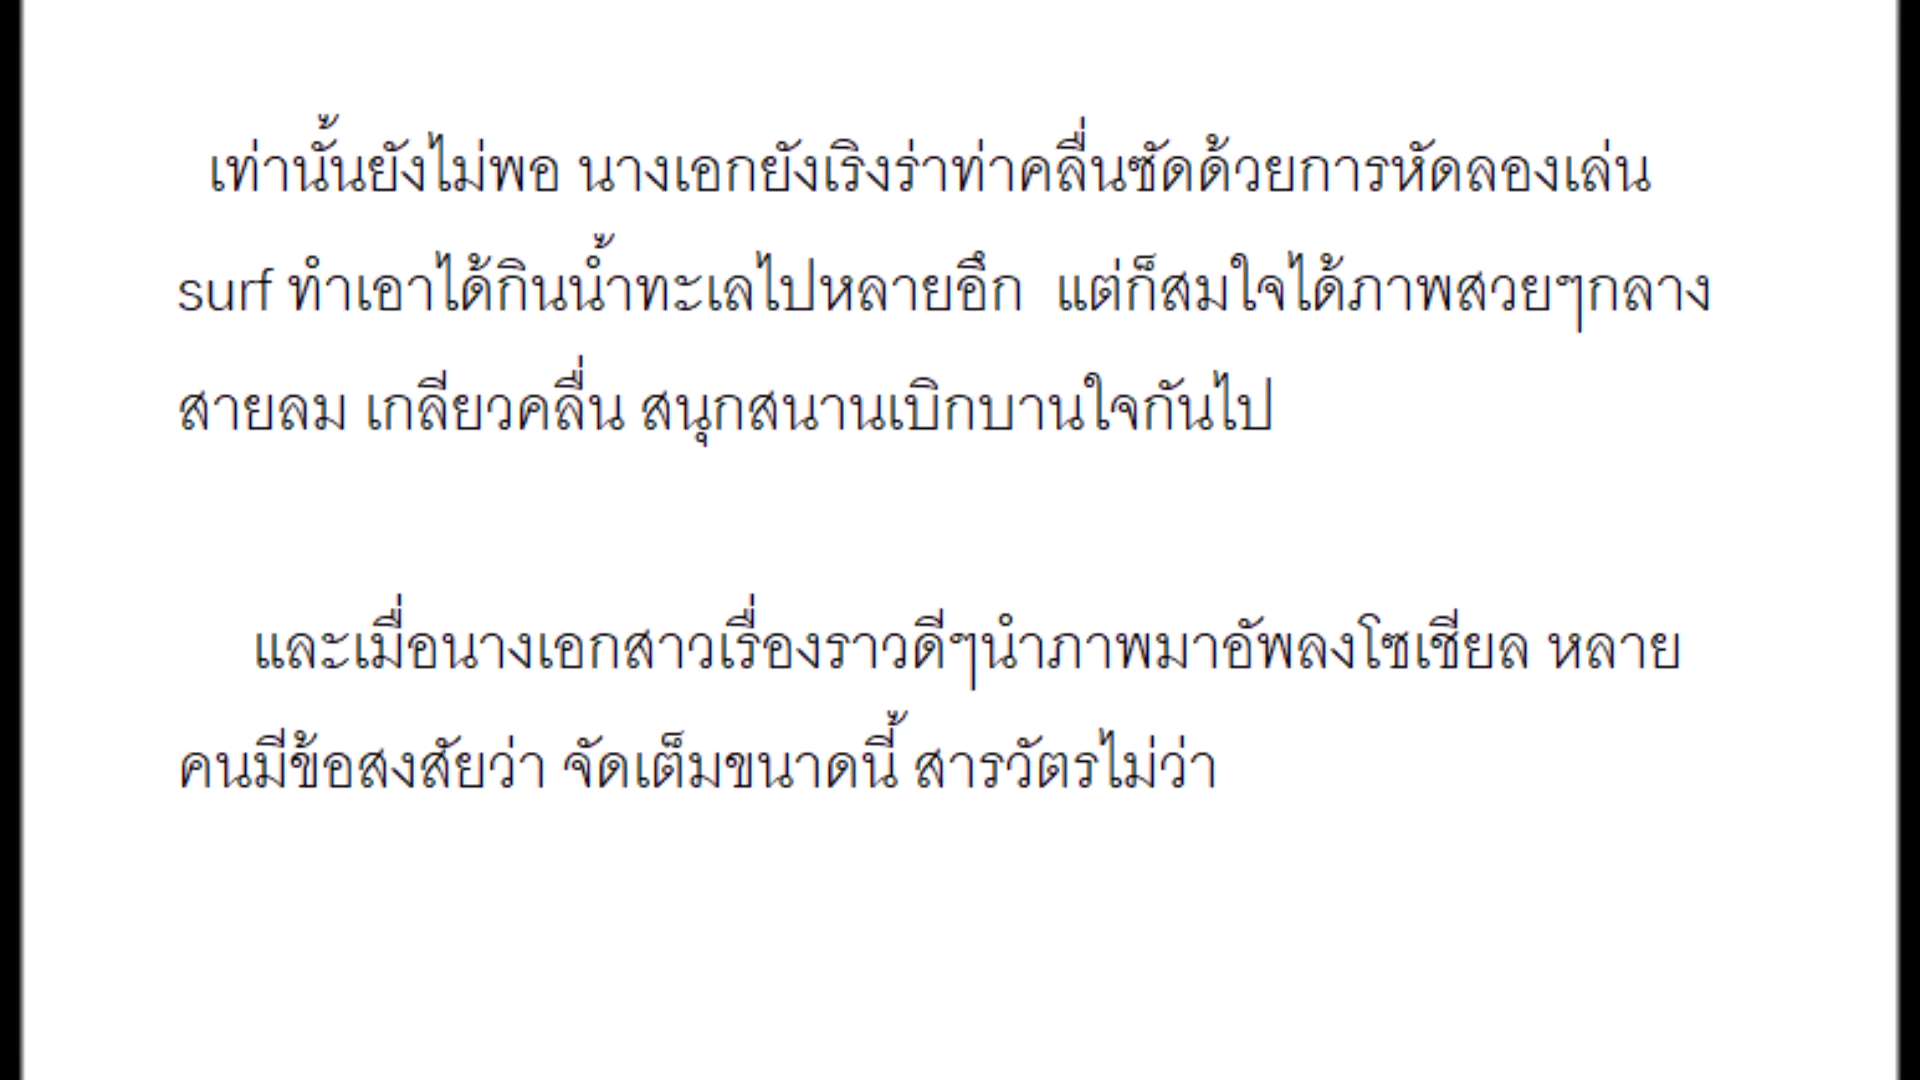 เท่านั้นยังไม่พอ นางเอกยังเริงร่าท่าคลื่นซัดด้วยการหัดลองเล่น
surf ทำเอาได้กินน้ำทะเลไปหลายอึก แต่ก็สมใจได้ภาพสวยๆกลาง
สายลม เกลียวคลื่น สนุกสนานเบิกบานใจกันไป
และเมื่อนางเอกสาวเรื่องราวดีๆนำภาพมาอัพลงโซเชียล หลาย
คนมีข้อสงสัยว่า จัดเต็มขนาดนี้ สารวัตรไม่ว่า